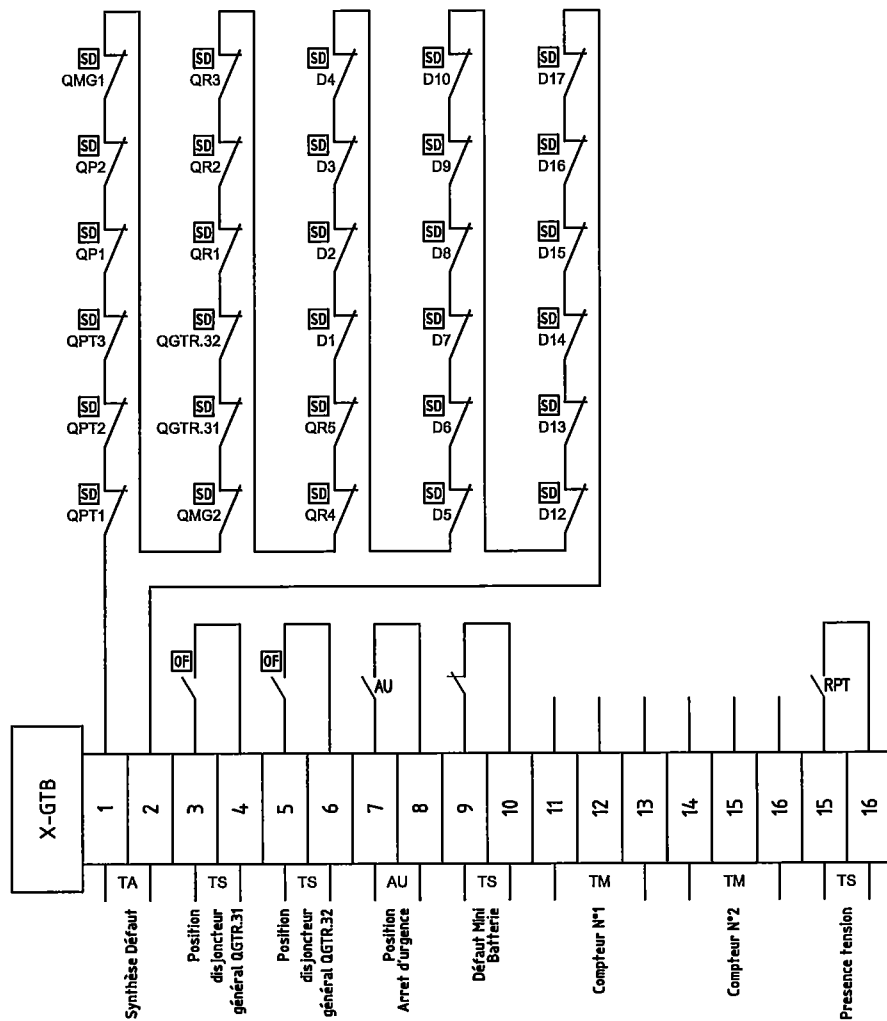 SD SD SD SD SD
QMG1 QR3 D4 D10 D17
SD SD SD SD SD
QP2 QR2 D3 D9 D16
SD SD SD SD SD
QP1 QR1 D2 D8 D15
SD SD SD SD SD
QPT3 QGTR.32 D1 D7 D14
SD SD SD SD SD
QPT2 QGTR.31 QR5 D6 D13
SD SD SD SD SD
QPT1 QMG2 QR4 D5 D12
OF OF AU RPT
X-GTB
1 2 3 4 5 6 7 8 9 10 11 12 13 14 15 16 15 16
TA TS TS AU TS TM TM TS
Synthèse Défaut
Position
disjoncteur
général QGTR.31
Position
disjoncteur
général QGTR.32
Position
Arret d'urgence
Défaut Mini
Batterie
Compteur N°1
Compteur N°2
Presence tension